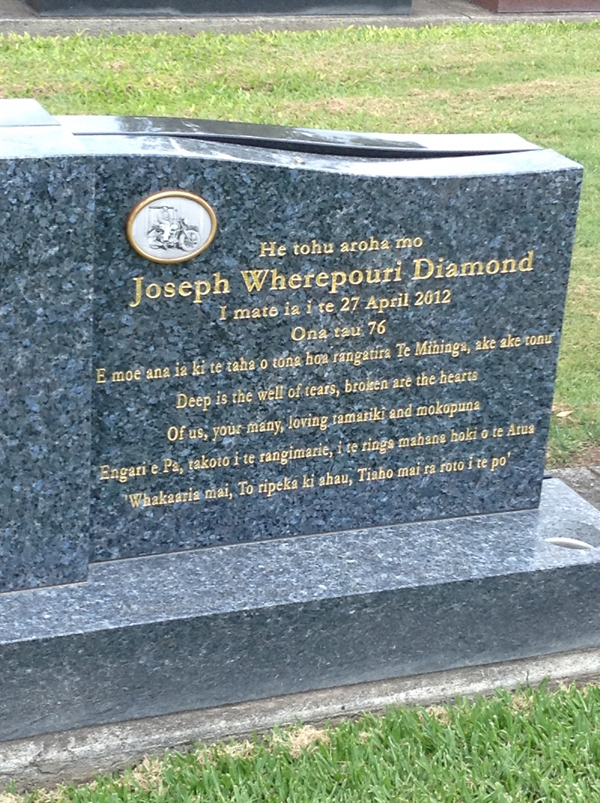 He tohu aroha mo
Joseph Wherepouri Diamond
I mate ia i te 27 April 2012
Ona tau 76
E moe ana ia ki te taha o tona hoa rangatira Te Mihinga, ake ake tonu
Deep is the well of tears, broken are the hearts
Of us, your many, loving tamariki and mokopuna
Engari e Pa, takoto i te rangimarie, i te ringa mahana hoki o te Atua
'Whakaaria mai, To ripeka ki ahau, Tiaho mai ra roto i te po'